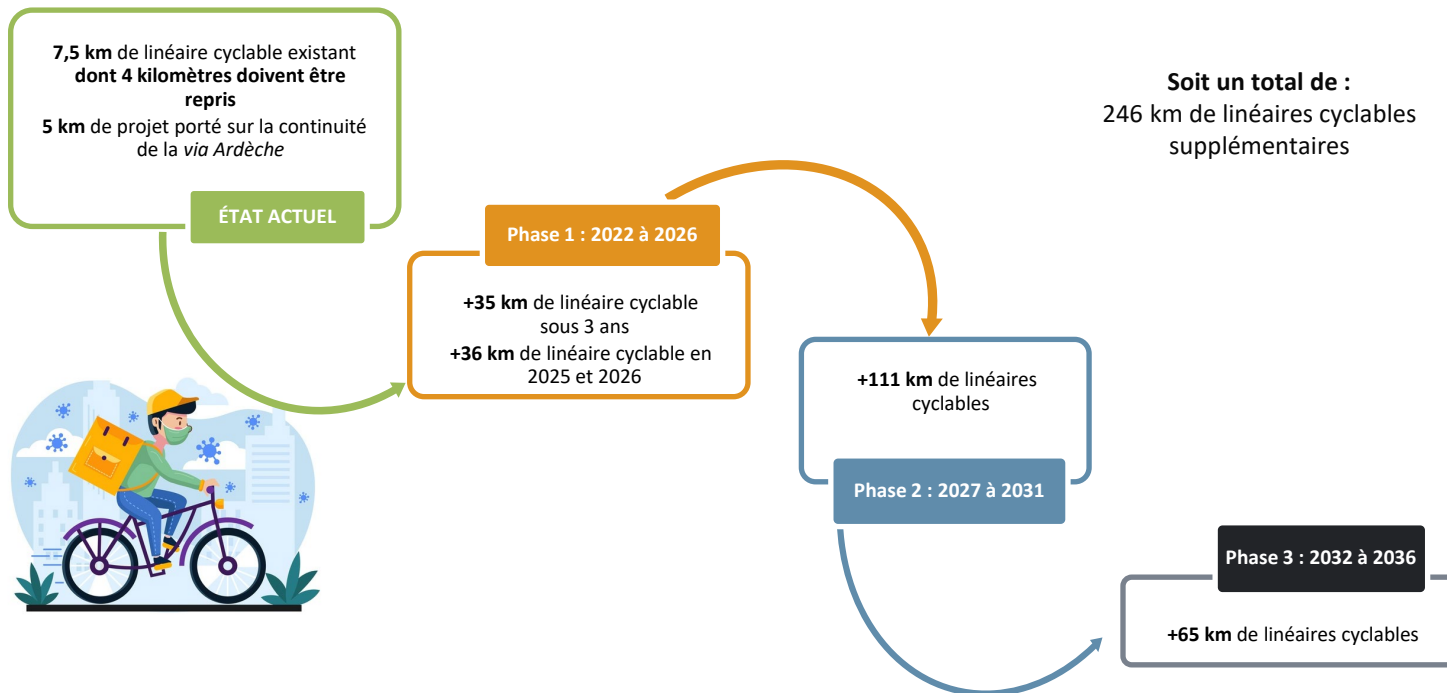 7,5 km de linéaire cyclable existant
dont 4 kilomètres doivent être
repris
5 km de projet porté sur la continuité
de la via Ardèche
ÉTAT ACTUEL
Soit un total de :
246 km de linéaires cyclables
supplémentaires
Phase 1 : 2022 à 2026
+35 km de linéaire cyclable
sous 3 ans
+36 km de linéaire cyclable en
2025 et 2026
+111 km de linéaires
cyclables
Phase 2 : 2027 à 2031
Phase 3 : 2032 à 2036
+65 km de linéaires cyclables